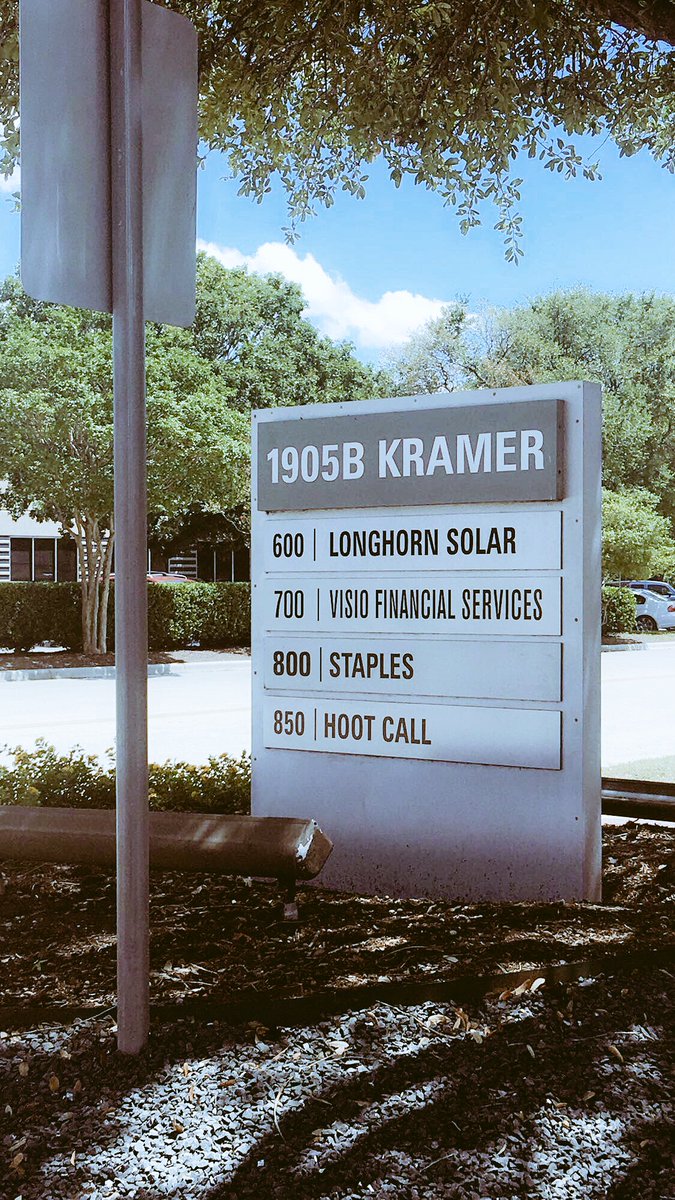 1905B KRAMER
600 | LONGHORN SOLAR
700 | VISIO FINANCIAL SERVICES
800 | STAPLES
850 | HOOT CALL